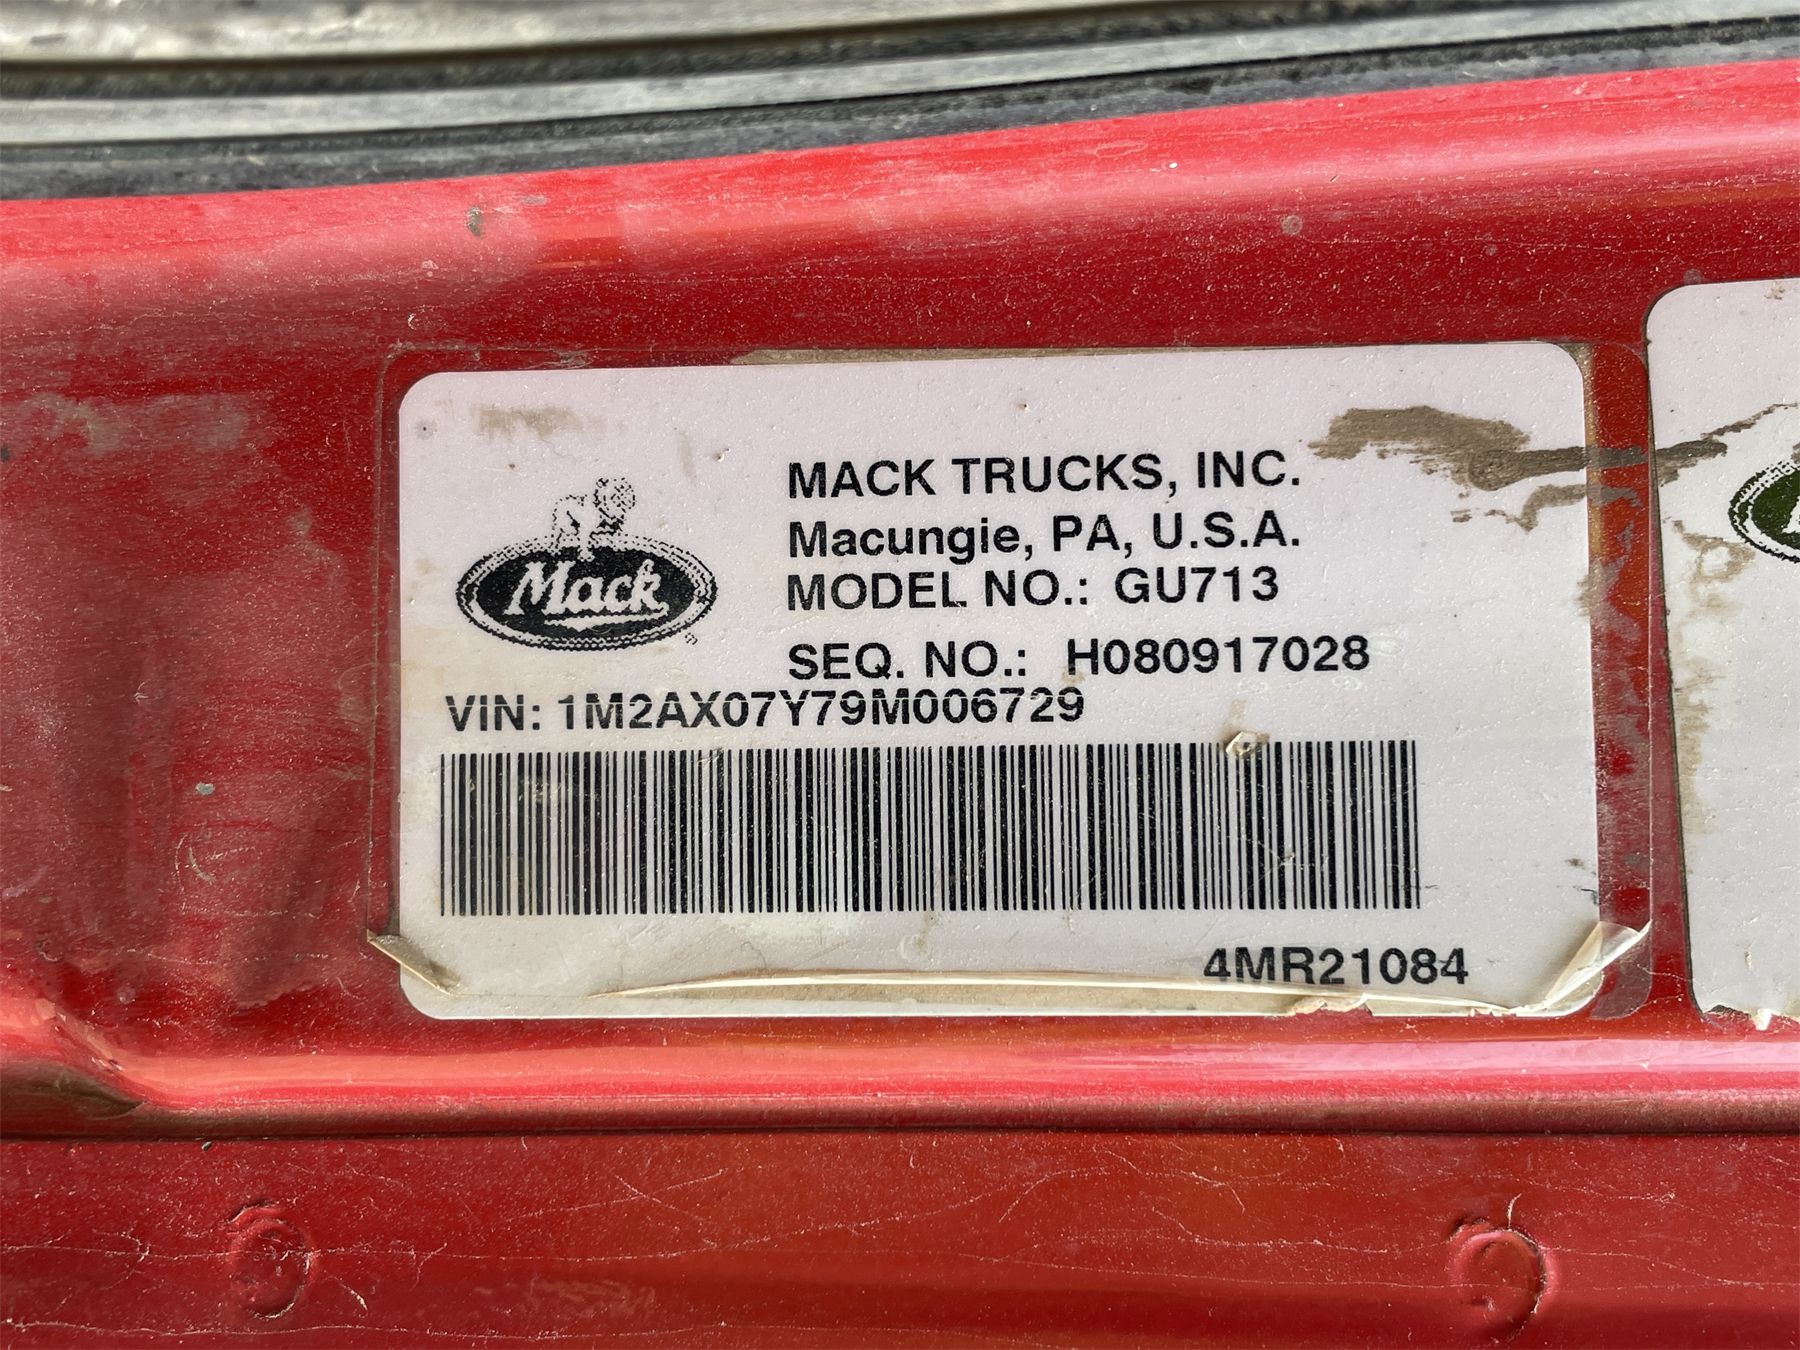 MACK TRUCKS, INC.
Macungie, PA, U.S.A.
MODEL NO.: GU713
Mack
®
SEQ. NO.: H080917028
VIN: 1M2AX07Y79M006729
4MR21084